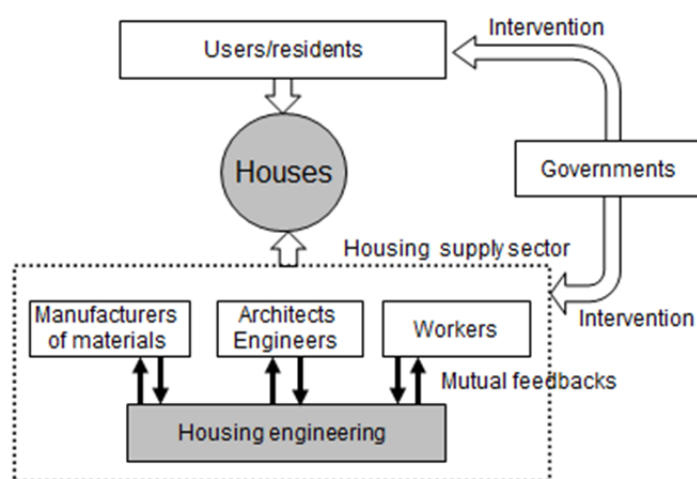 Intervention
Users/residents
Houses
Governments
Housing supply sector
Manufacturers
of materials
Architects
Engineers
Workers
Intervention
Mutual feedbacks
Housing engineering